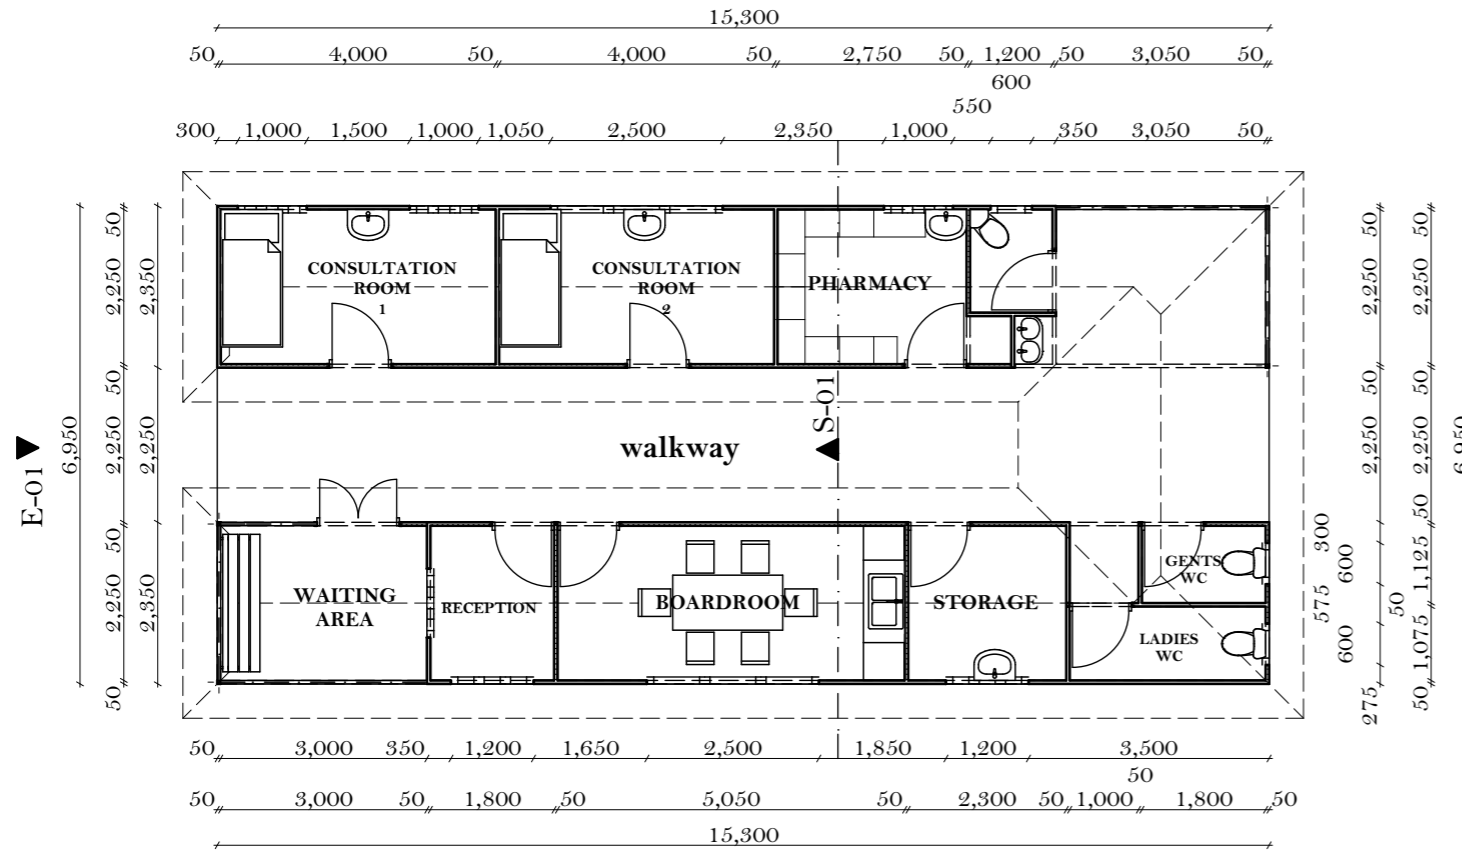 15,300
50 4,000 50 4,000 50 2,750 50 1,200 50 3,050 50
600
550
300 1,000 1,500 1,000 1,050 2,500 2,350 1,000 350 3,050 50
50 2,250 50 2,250 50 2,250 50
2,350 2,250 2,350
6,950
E-01
CONSULTATION
ROOM
1
CONSULTATION
ROOM
2
PHARMACY
S-01
walkway
WAITING
AREA
RECEPTION
BOARDROOM
STORAGE
GENTS
WC
LADIES
WC
50 2,250 50 2,250
50 2,250 50 2,250 50 1,125 50 1,075 50
300 575 275
600 600
6,950
50 3,000 350 1,200 1,650 2,500 1,850 1,200 3,500
50
50 3,000 50 1,800 50 5,050 50 2,300 50 1,000 1,800 50
15,300